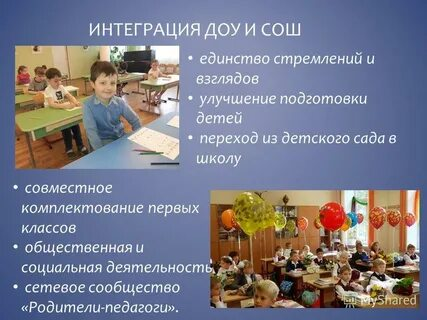 ИНТЕГРАЦИЯ ДОУ И СОШ
• единство стремлений и
взглядов
• улучшение подготовки
детей
• переход из детского сада в
школу
• совместное
комплектование первых
классов
• общественная и
социальная деятельность
• сетевое сообщество
«Родители-педагоги».
MyShared